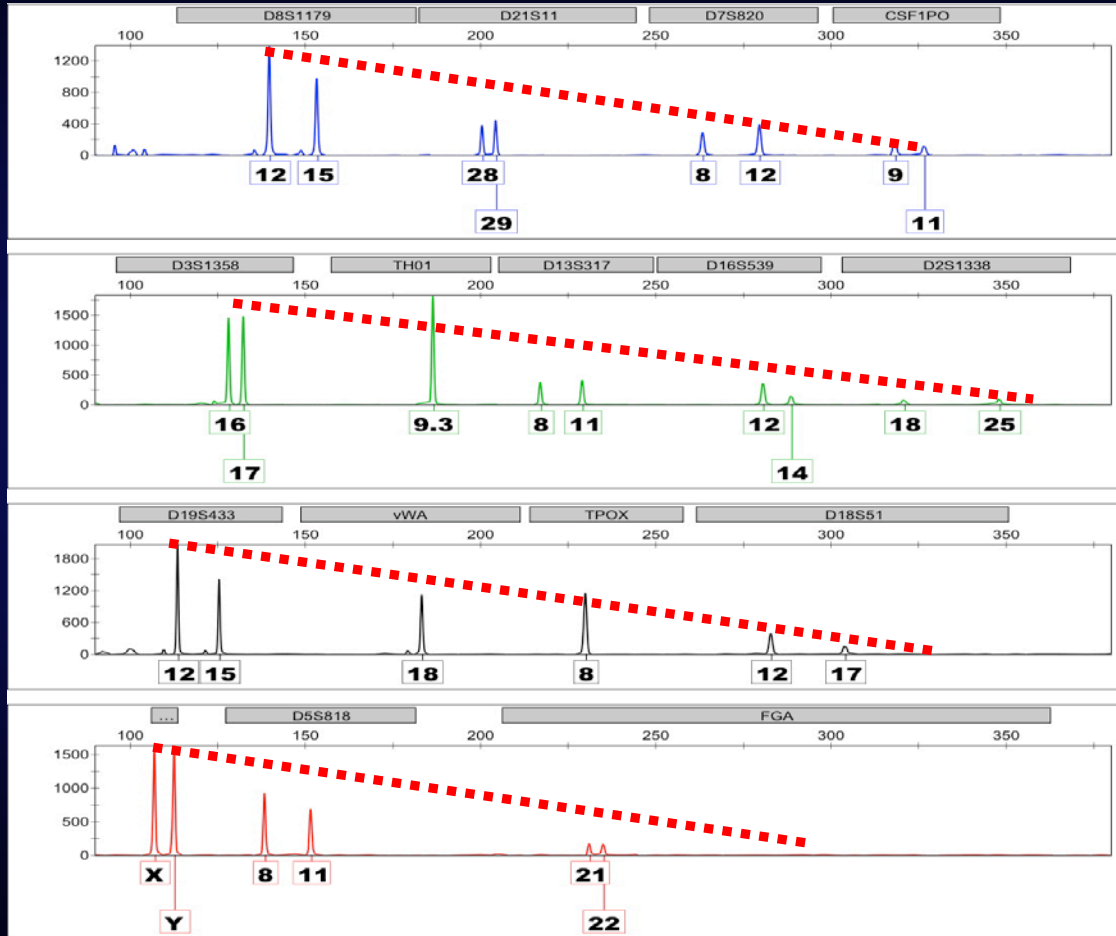 D8S1179 D21S11 D7S820 CSF1PO
100 150 200 250 300 350
1200
800
400
0
12 15 28 8 12 9
29 11
D3S1358 TH01 D13S317 D16S539 D2S1338
100 150 200 250 300 350
1500
1000
500
0
16 9.3 8 11 12 18 25
17 14
D19S433 vWA TPOX D18S51
100 150 200 250 300 350
1800
1200
600
0
12 15 18 8 12 17
... D5S818 FGA
100 150 200 250 300 350
1500
1000
500
0
X 8 11 21
Y 22